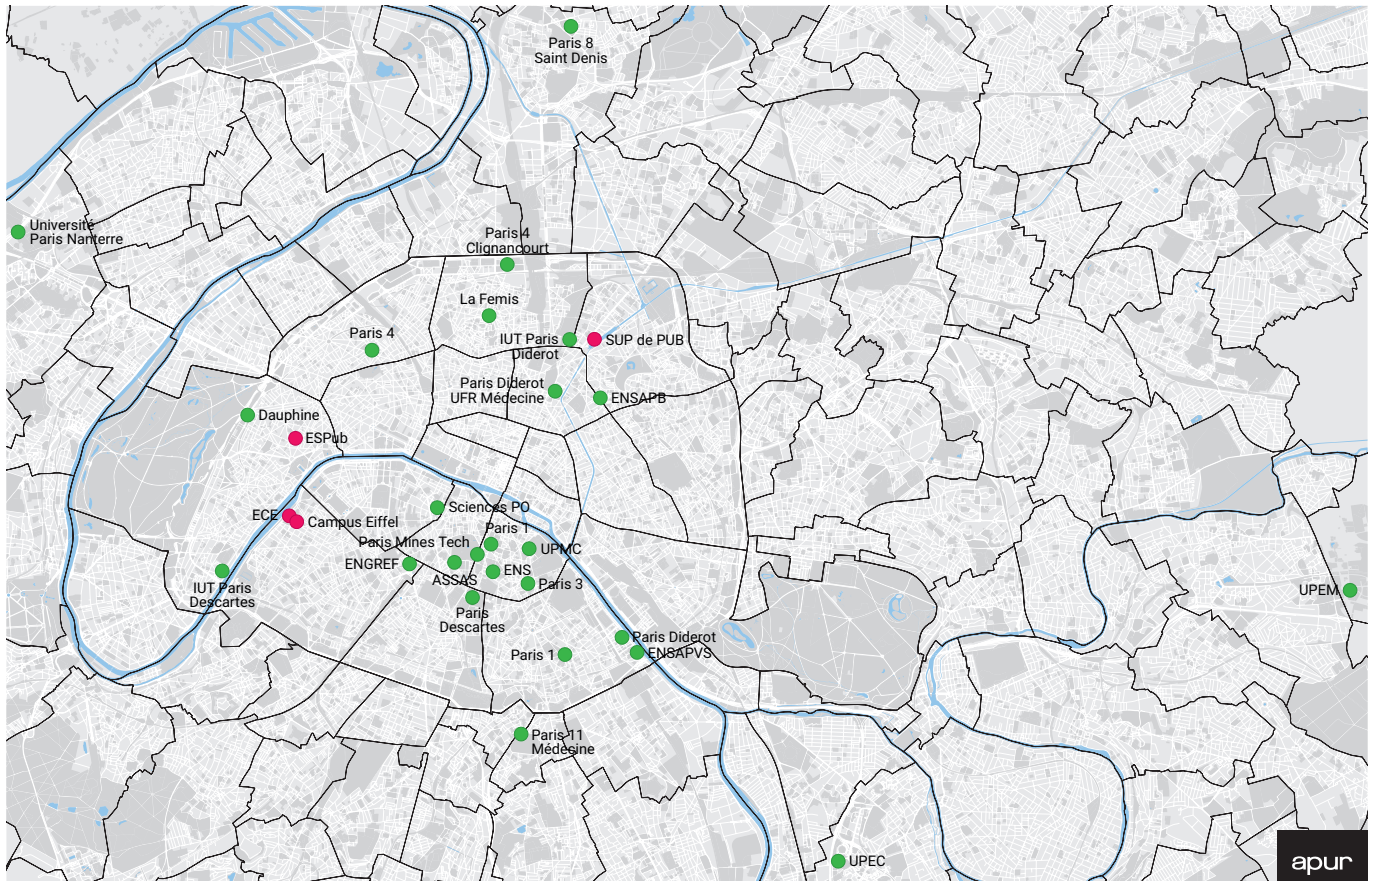 Paris 8
Saint Denis
Université
Paris Nanterre
Paris 4
Clignancourt
La Femis
Paris 4
IUT Paris
Diderot
SUP de PUB
Paris Diderot
UFR Médecine
ENSAPB
Dauphine
ESPub
Sciences PO
ECE
Campus Eiffel
Paris 1
Paris Mines Tech
UPMC
ENGREF
ASSAS
ENS
Paris 3
IUT Paris
Descartes
Paris
Descartes
UPEM
Paris Diderot
ENSAPVS
Paris 1
Paris 11
Médecine
UPEC
apur